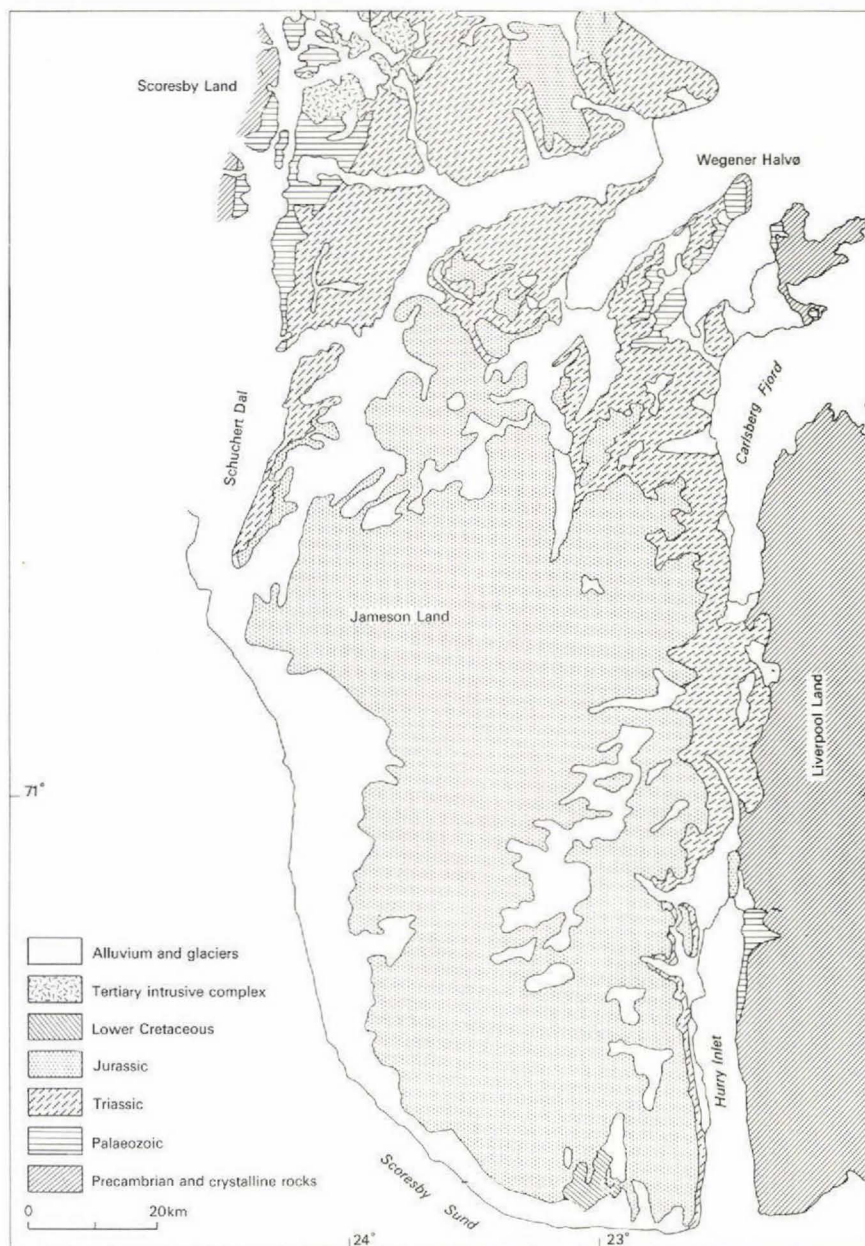 Scoresby Land
Wegener Halvø
Carlsberg Fjord
Schuchert Dal
Jameson Land
Liverpool Land
71°
Alluvium and glaciers
Tertiary intrusive complex
Lower Cretaceous
Jurassic
Triassic
Palaeozoic
Precambrian and crystalline rocks
Hurry Inlet
Scoresby Sund
0 20km
24° 23°